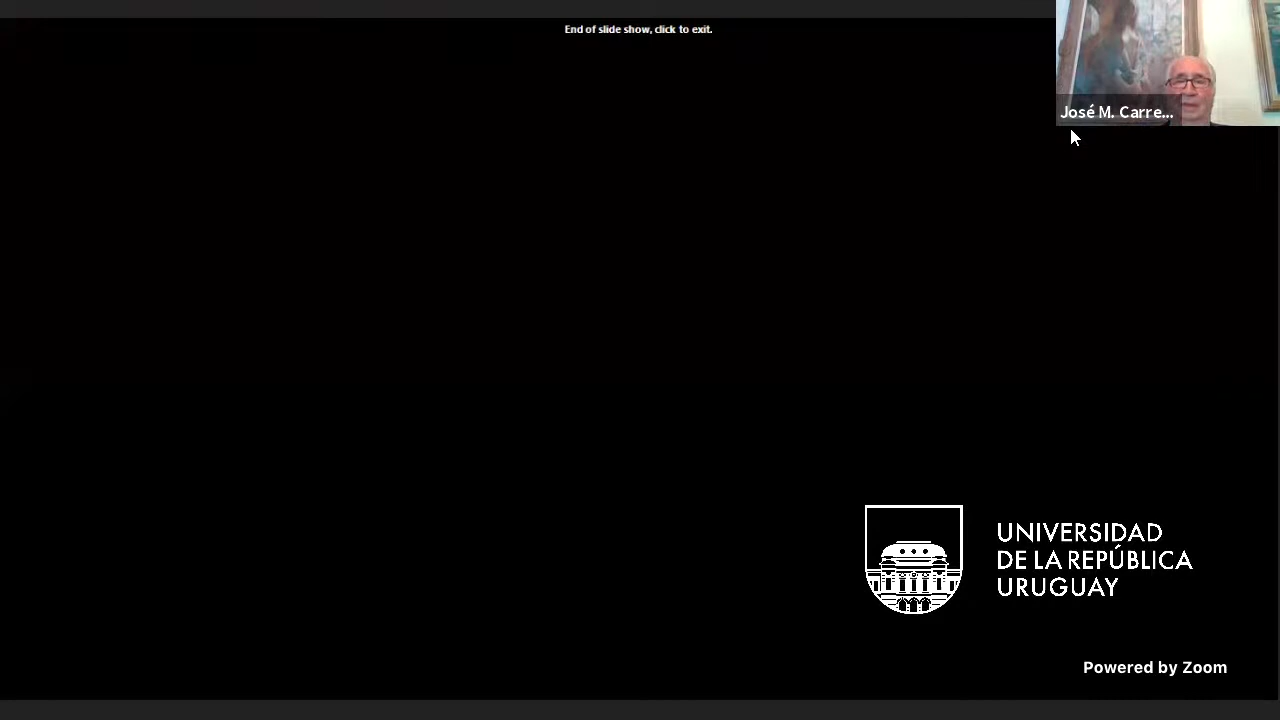 End of slide show, click to exit.
José M. Carre...
UNIVERSIDAD
DE LA REPÚBLICA
URUGUAY
Powered by Zoom